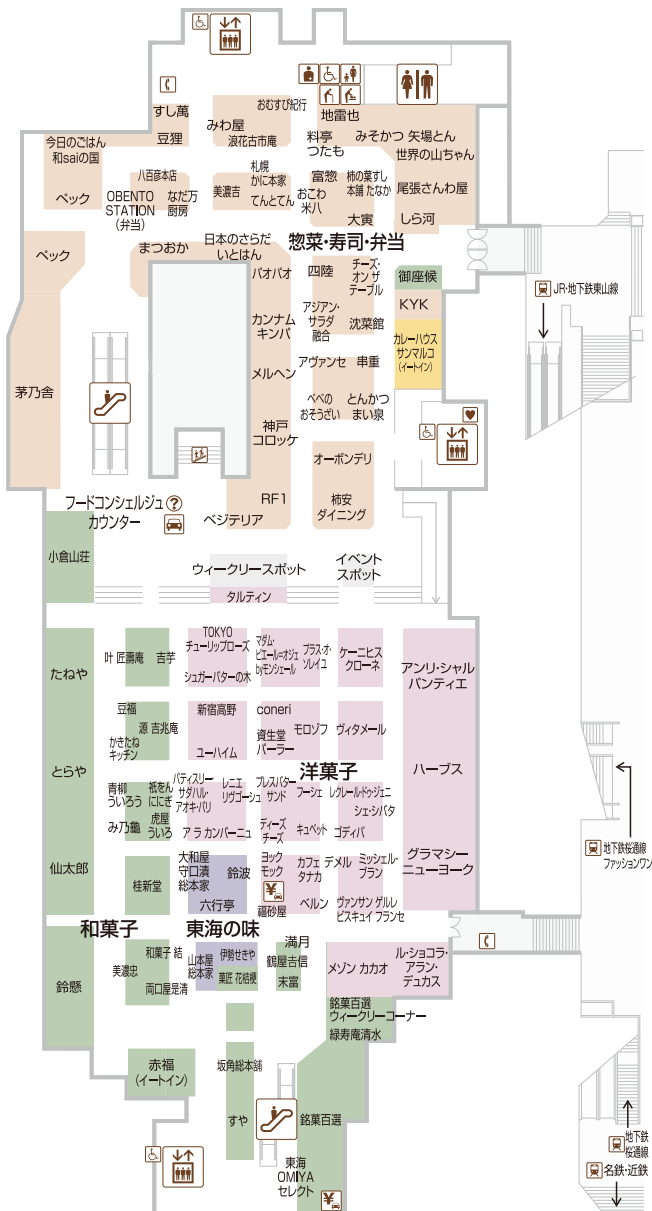 すし萬
豆狸
おむすび紀行
みわ屋
浪花古市庵
地雷也
料亭
つたも
みそかつ 矢場とん
世界の山ちゃん
今日のごはん
和saiの国
八百彦本店
ベック
OBENTO
STATION
(弁当)
なだ万
厨房
札幌
かに本家
美濃吉
てんとてん
富惣
おこわ
米八
柿の葉すし
本舗 たなか
大寅
尾張さんわ屋
しら河
惣菜・寿司・弁当
ペック
まつおか
日本のさらだ
いとはん
パオパオ
四陸
チーズ・
オン ザ
テーブル
御座候
JR・地下鉄東山線
KYK
カンナム
キンパ
アジアン・
サラダ
融合
沈菜館
カレーハウス
サンマルコ
(イートイン)
メルヘン
アヴァンセ
串重
茅乃舎
べべの
おそうざい
とんかつ
まい泉
神戸
コロッケ
オーボンデリ
RF1
柿安
ダイニング
ベジテリア
フードコンシェルジュ
カウンター
小倉山荘
ウィークリースポット
イベント
スポット
タルティン
たねや
叶 匠壽庵
吉芋
TOKYO
チューリップローズ
シュガーバターの木
マダム・
ピエール=オジェ
byモンシェール
プラス・オ・
ソレイユ
ケーニヒス
クローネ
アンリ・シャル
パンティエ
豆福
源 吉兆庵
かきたね
キッチン
新宿高野
ユーハイム
coneri
資生堂
パーラー
モロゾフ
ヴィタメール
とらや
洋菓子
ハーブス
青柳
ういろう
祇をん
ににぎ
み乃龜
虎屋
ういろ
パティスリー
サダハル・
アオキ・パリ
レニエ
リヴゴーシュ
ア ラ カンパーニュ
プレスバター
サンド
フーシェ
レクレール・ドゥ・ジェニ
シェ・シバタ
ディーズ
チーズ
キュベット
ゴディバ
仙太郎
桂新堂
大和屋
守口漬
総本家
鈴波
六行亭
ヨック
モック
福砂屋
カフェ
タナカ
デメル
ミッシェル・
ブラン
ベルン
ヴァンサン ゲルレ
ビスキュイ フランセ
グラマシー
ニューヨーク
地下鉄桜通線
ファッションワン
和菓子
東海の味
鈴懸
和菓子 結
美濃忠
両口屋是清
山本屋
総本家
伊勢せきや
菓匠 花桔梗
満月
鶴屋吉信
末富
メゾン カカオ
ル・ショコラ・
アラン・
デュカス
銘菓百選
ウィークリーコーナー
緑寿庵清水
赤福
(イートイン)
坂角総本舗
すや
銘菓百選
東海
OMIYA
セレクト
地下鉄
桜通線
名鉄・近鉄